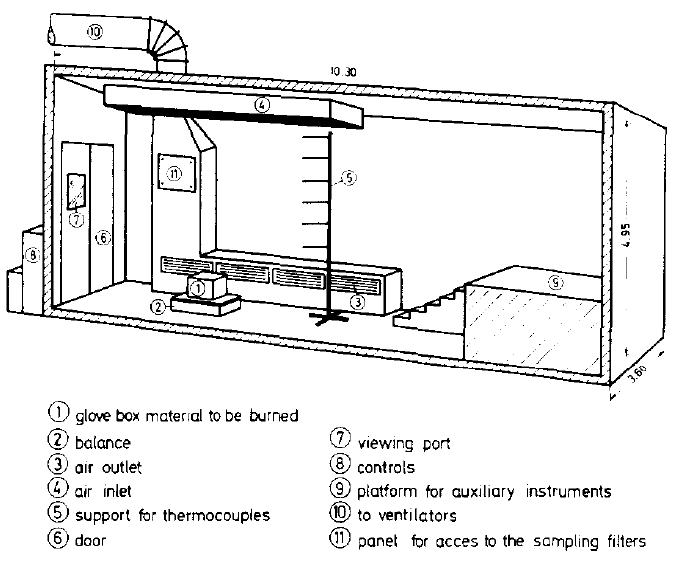 10
10.30
4
11
5
7
6
8
4.95
1
2
3
9
3.60
1 glove box material to be burned
2 balance
3 air outlet
4 air inlet
5 support for thermocouples
6 door
7 viewing port
8 controls
9 platform for auxiliary instruments
10 to ventilators
11 panel for acces to the sampling filters